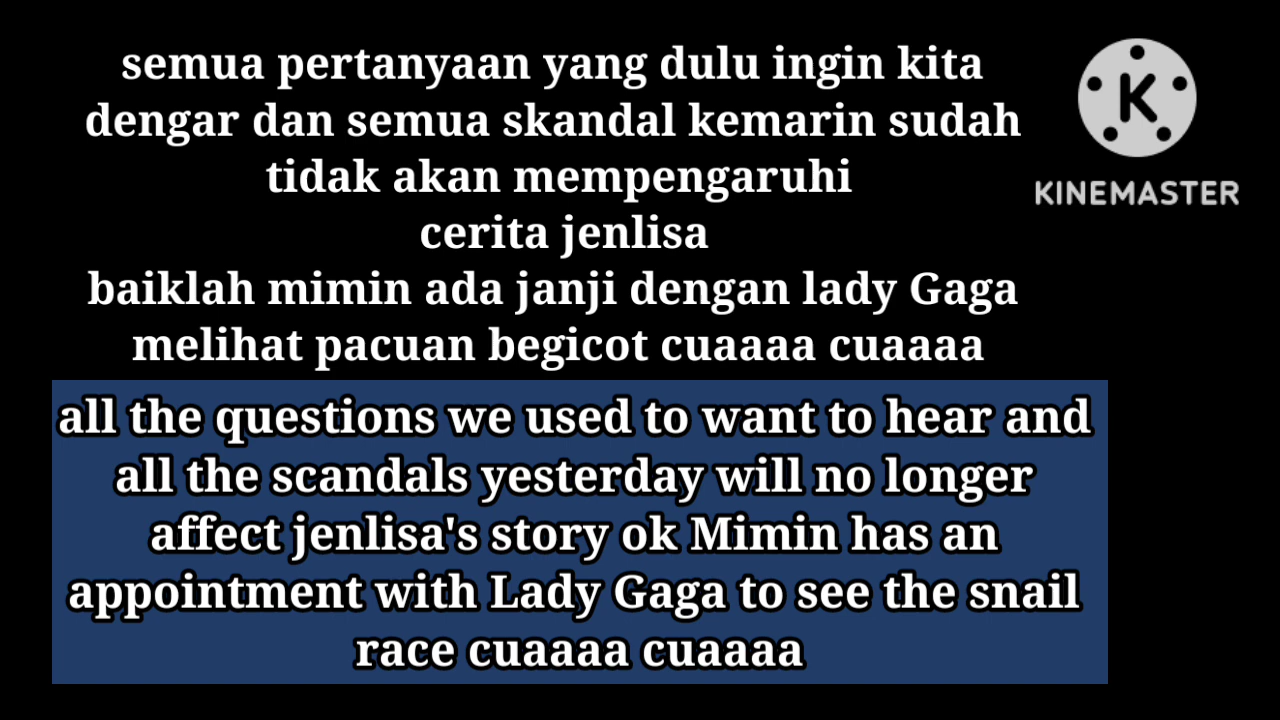 semua pertanyaan yang dulu ingin kita
dengar dan semua skandal kemarin sudah
tidak akan mempengaruhi
cerita jenlisa
baiklah mimin ada janji dengan lady Gaga
melihat pacuan begicot cuaaaa cuaaaa
all the questions we used to want to hear and
all the scandals yesterday will no longer
affect jenlisa's story ok Mimin has an
appointment with Lady Gaga to see the snail
race cuaaaa cuaaaa
K
KINEMASTER